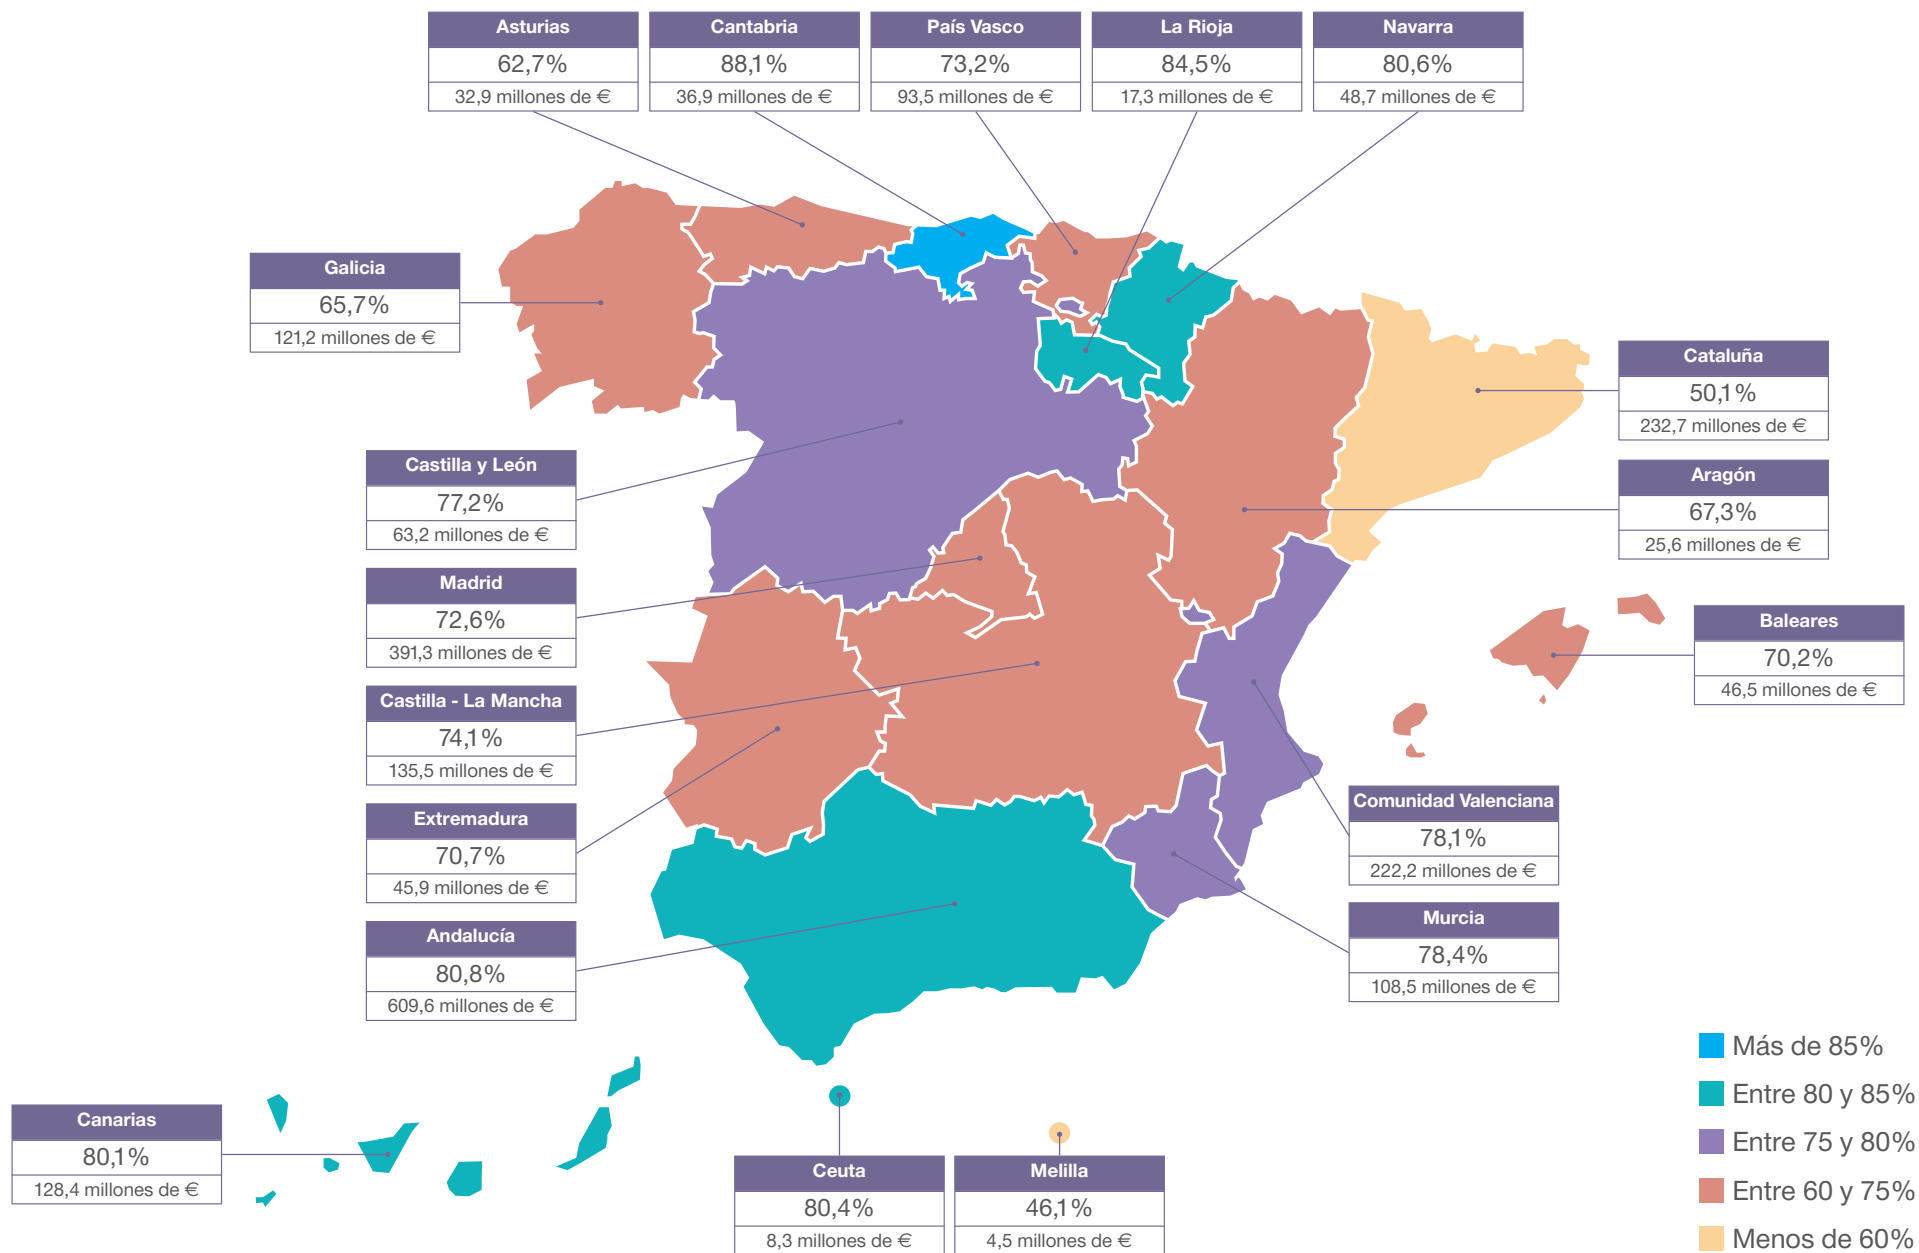 Asturias
62,7%
32,9 millones de €
Cantabria
88,1%
36,9 millones de €
País Vasco
73,2%
93,5 millones de €
La Rioja
84,5%
17,3 millones de €
Navarra
80,6%
48,7 millones de €
Galicia
65,7%
121,2 millones de €
Cataluña
50,1%
232,7 millones de €
Castilla y León
77,2%
63,2 millones de €
Aragón
67,3%
25,6 millones de €
Madrid
72,6%
391,3 millones de €
Baleares
70,2%
46,5 millones de €
Castilla - La Mancha
74,1%
135,5 millones de €
Comunidad Valenciana
78,1%
222,2 millones de €
Extremadura
70,7%
45,9 millones de €
Murcia
78,4%
108,5 millones de €
Andalucía
80,8%
609,6 millones de €
Canarias
80,1%
128,4 millones de €
Ceuta
80,4%
8,3 millones de €
Melilla
46,1%
4,5 millones de €
Más de 85%
Entre 80 y 85%
Entre 75 y 80%
Entre 60 y 75%
Menos de 60%